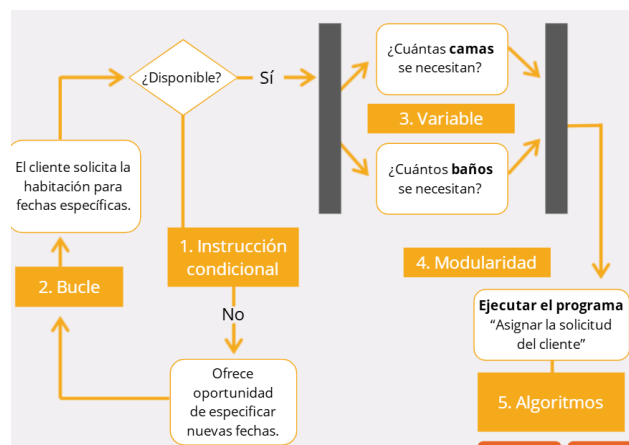 ¿Disponible?
Sí
¿Cuántas camas
se necesitan?
3. Variable
¿Cuántos baños
se necesitan?
El cliente solicita la
habitación para
fechas específicas.
1. Instrucción
condicional
2. Bucle
No
Ofrece
oportunidad
de especificar
nuevas fechas.
4. Modularidad
Ejecutar el programa
“Asignar la solicitud
del cliente”
5. Algoritmos